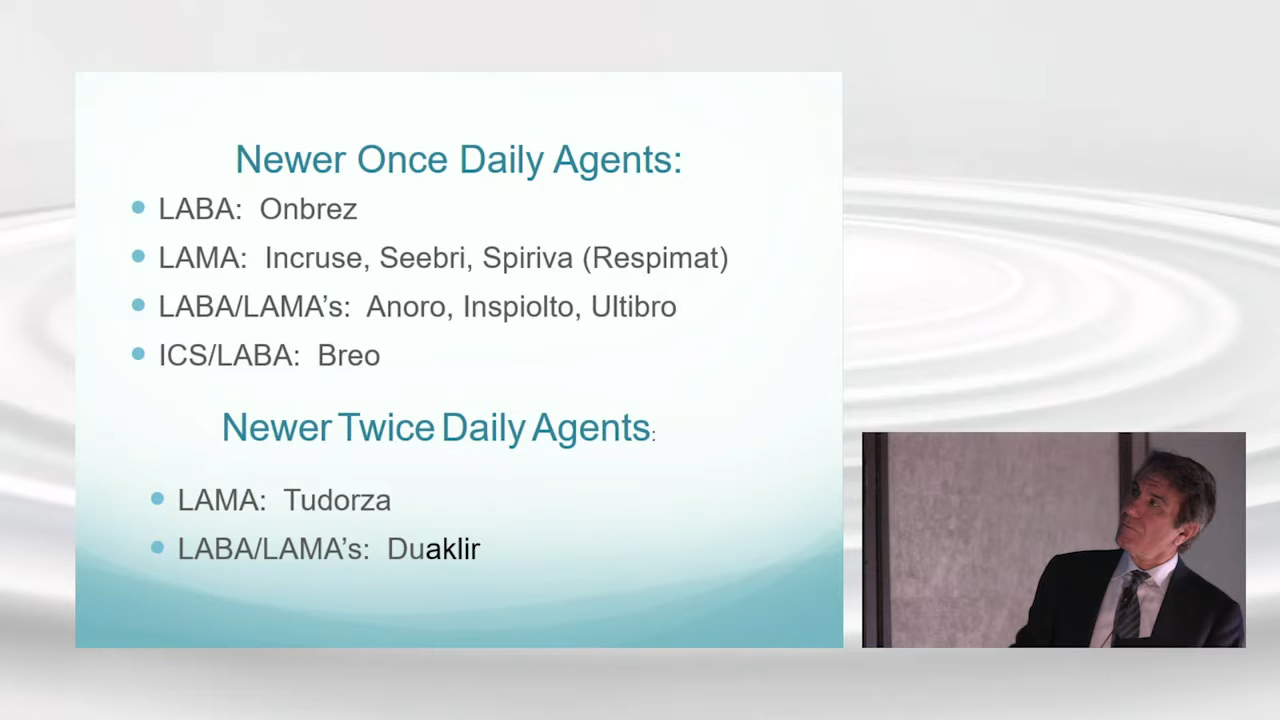 Newer Once Daily Agents:
LABA: Onbrez
LAMA: Incruse, Seebri, Spiriva (Respimat)
LABA/LAMA’s: Anoro, Inspiolto, Ultibro
ICS/LABA: Breo
Newer Twice Daily Agents:
LAMA: Tudorza
LABA/LAMA’s: Duaklir